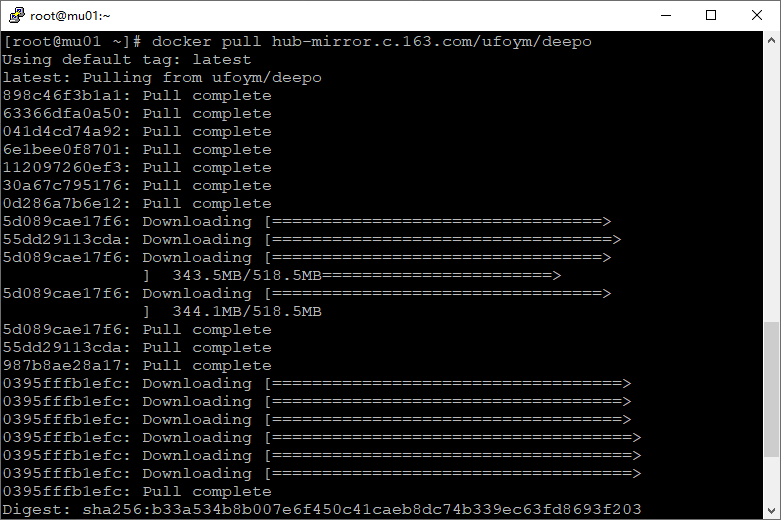 root@mu01:~
[root@mu01 ~]# docker pull hub-mirror.c.163.com/ufoym/deepo
Using default tag: latest
latest: Pulling from ufoym/deepo
898c46f3b1a1: Pull complete
63366dfa0a50: Pull complete
041d4cd74a92: Pull complete
6e1bee0f8701: Pull complete
112097260ef3: Pull complete
30a67c795176: Pull complete
0d286a7b6e12: Pull complete
5d089cae17f6: Downloading [=================================>
55dd29113cda: Downloading [==================================>
5d089cae17f6: Downloading [=================================>
]  343.5MB/518.5MB=======================>
5d089cae17f6: Downloading [=================================>
]  344.1MB/518.5MB
5d089cae17f6: Pull complete
55dd29113cda: Pull complete
987b8ae28a17: Pull complete
0395fffb1efc: Downloading [===================================>
0395fffb1efc: Downloading [===================================>
0395fffb1efc: Downloading [===================================>
0395fffb1efc: Downloading [====================================>
0395fffb1efc: Downloading [====================================>
0395fffb1efc: Downloading [====================================>
0395fffb1efc: Pull complete
Digest: sha256:b33a534b8b007e6f450c41caeb8dc74b339ec63fd8693f203